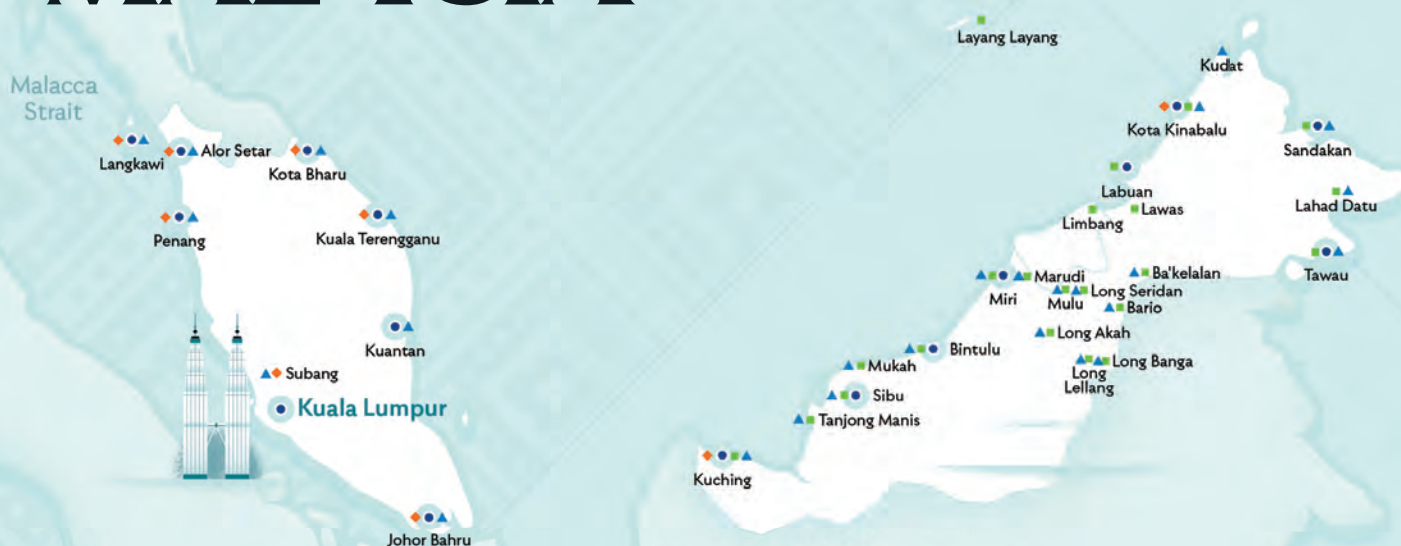 Malacca
Strait
Langkawi
Alor Setar
Kota Bharu
Penang
Kuala Terengganu
Kuantan
Subang
Kuala Lumpur
Johor Bahru
Layang Layang
Kudat
Kota Kinabalu
Sandakan
Labuan
Lahad Datu
Limbang
Lawas
Tawau
Miri
Marudi
Ba'kelalan
Mulu
Long Seridan
Bario
Long Akah
Bintulu
Long
Lellang
Long Banga
Mukah
Sibu
Tanjong Manis
Kuching